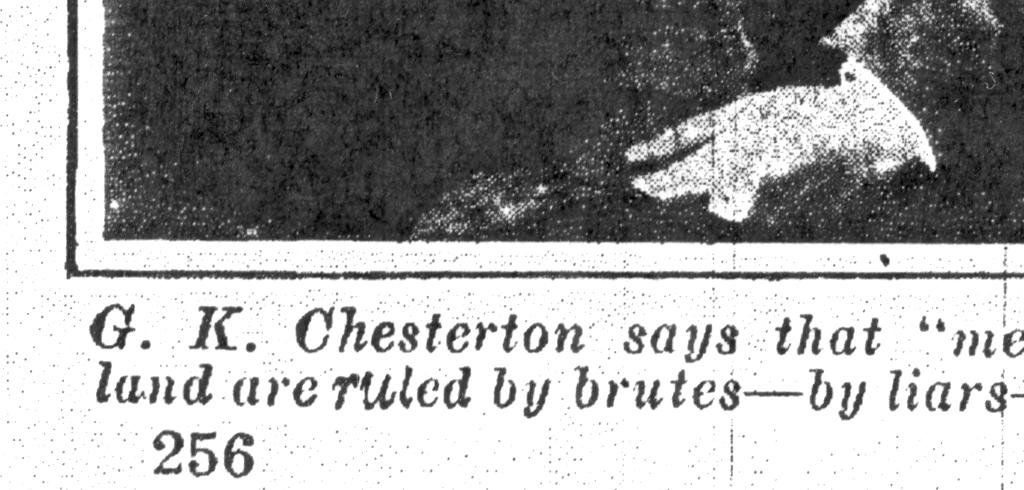 G. K. Chesterton says that “me
land are ruled by brutes—by liars-
256